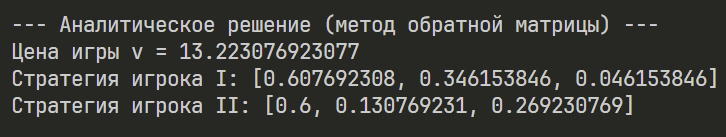 --- Аналитическое решение (метод обратной матрицы) ---
Цена игры v = 13.223076923077
Стратегия игрока I: [0.607692308, 0.346153846, 0.046153846]
Стратегия игрока II: [0.6, 0.130769231, 0.269230769]